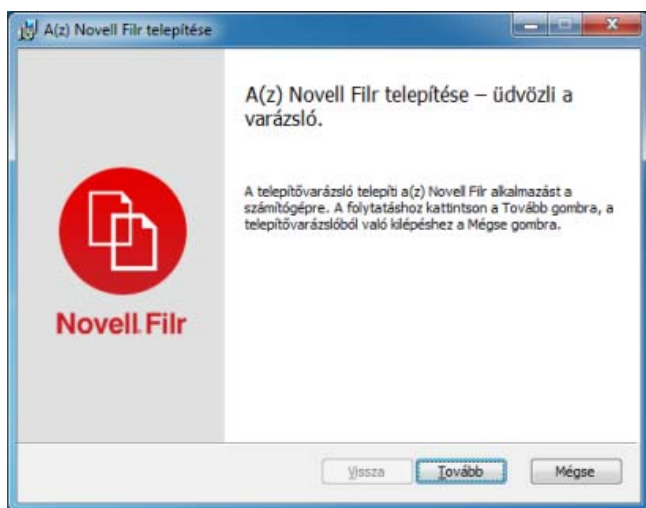 A(z) Novell Filr telepítése
A(z) Novell Filr telepítése – üdvözli a
varázsló.
A telepítővarázsló telepíti a(z) Novell Filr alkalmazást a
számítógépre. A folytatáshoz kattintson a Tovább gombra, a
telepítővarázslóból való kilépéshez a Mégse gombra.
Novell Filr
Vissza Tovább Mégse